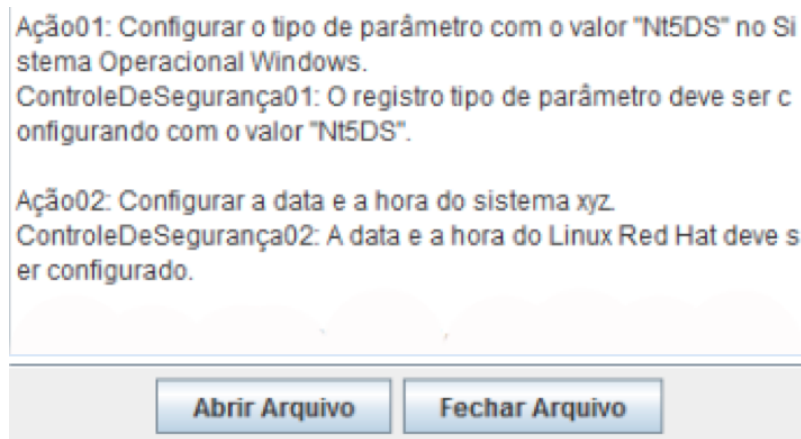 Ação01: Configurar o tipo de parâmetro com o valor "Nt5DS" no Si
stema Operacional Windows.
ControleDeSegurança01: O registro tipo de parâmetro deve ser c
onfigurando com o valor "Nt5DS".
Ação02: Configurar a data e a hora do sistema xyz.
ControleDeSegurança02: A data e a hora do Linux Red Hat deve s
er configurado.
Abrir Arquivo Fechar Arquivo